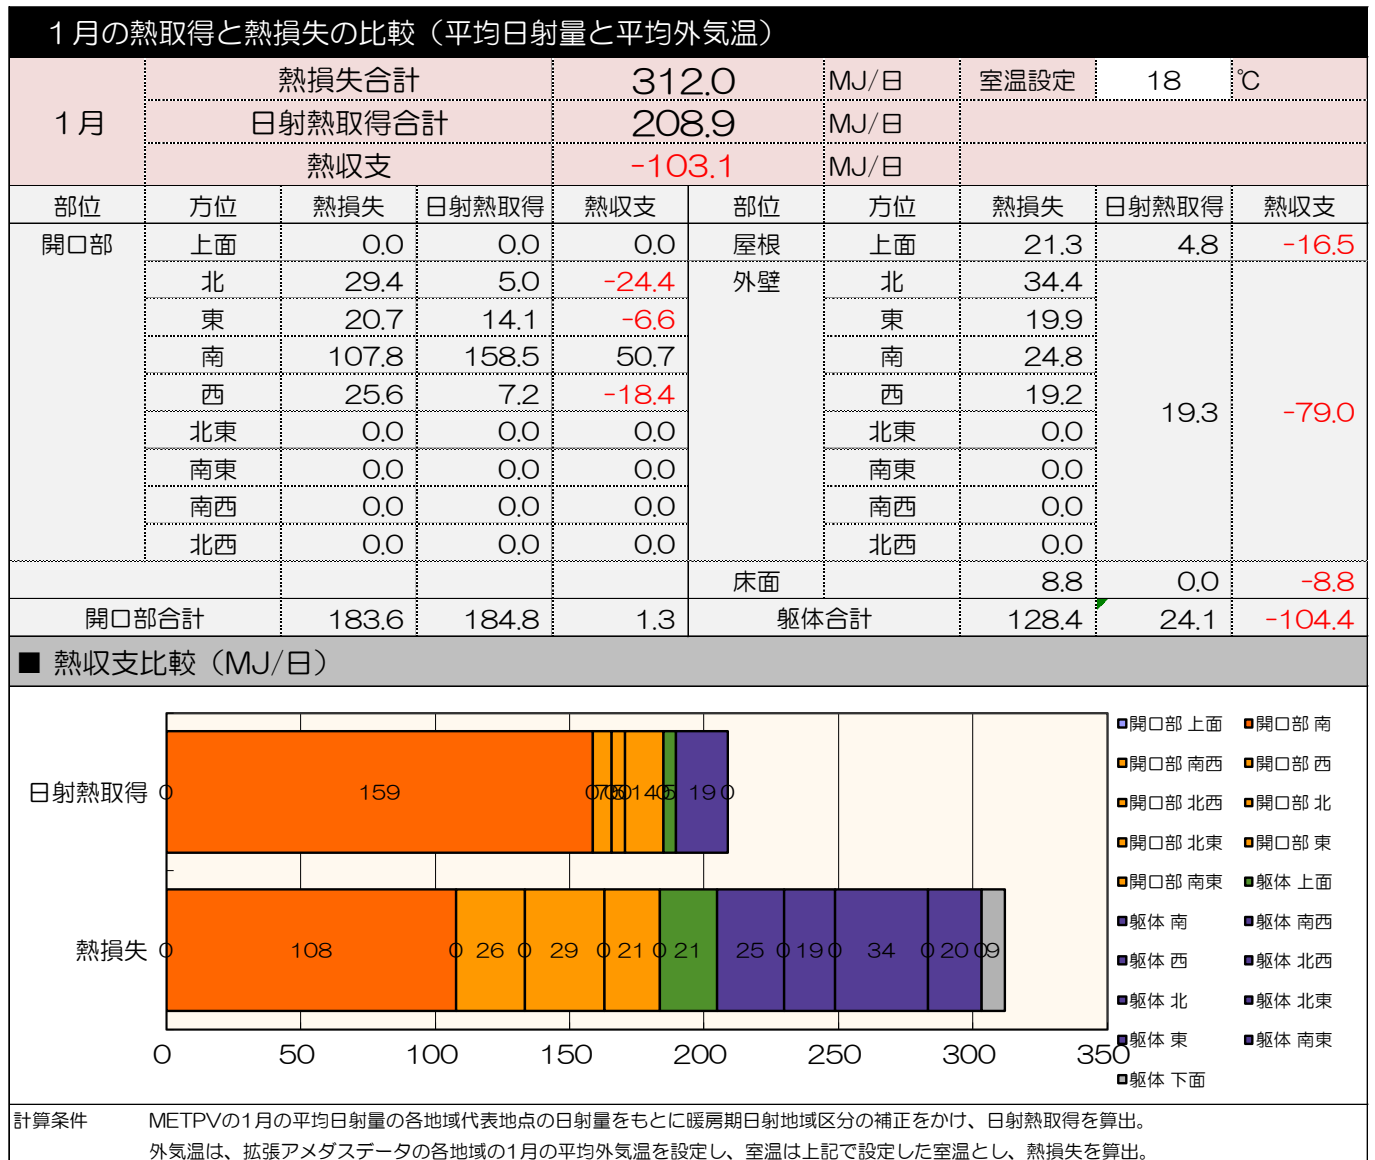 １月の熱取得と熱損失の比較（平均日射量と平均外気温）
１月 熱損失合計 312.0 MJ/日 室温設定 18 ℃
日射熱取得合計 208.9 MJ/日
熱収支 -103.1 MJ/日
部位 方位 熱損失 日射熱取得 熱収支 部位 方位 熱損失 日射熱取得 熱収支
開口部 上面 0.0 0.0 0.0 屋根 上面 21.3 4.8 -16.5
北 29.4 5.0 -24.4 外壁 北 34.4
東 20.7 14.1 -6.6 東 19.9
南 107.8 158.5 50.7 南 24.8
西 25.6 7.2 -18.4 西 19.2 19.3 -79.0
北東 0.0 0.0 0.0 北東 0.0
南東 0.0 0.0 0.0 南東 0.0
南西 0.0 0.0 0.0 南西 0.0
北西 0.0 0.0 0.0 北西 0.0
床面 8.8 0.0 -8.8
開口部合計 183.6 184.8 1.3 躯体合計 128.4 24.1 -104.4
■ 熱収支比較（MJ/日）
日射熱取得 0 159 0 7 0 5 0 14 0 5 19 0
熱損失 0 108 0 26 0 29 0 21 0 21 25 0 19 0 34 0 20 0 9
0 50 100 150 200 250 300 350
開口部 上面 開口部 南
開口部 南西 開口部 西
開口部 北西 開口部 北
開口部 北東 開口部 東
開口部 南東 躯体 上面
躯体 南 躯体 南西
躯体 西 躯体 北西
躯体 北 躯体 北東
躯体 東 躯体 南東
躯体 下面
計算条件 METPVの1月の平均日射量の各地域代表地点の日射量をもとに暖房期日射地域区分の補正をかけ、日射熱取得を算出。
外気温は、拡張アメダスデータの各地域の1月の平均外気温を設定し、室温は上記で設定した室温とし、熱損失を算出。